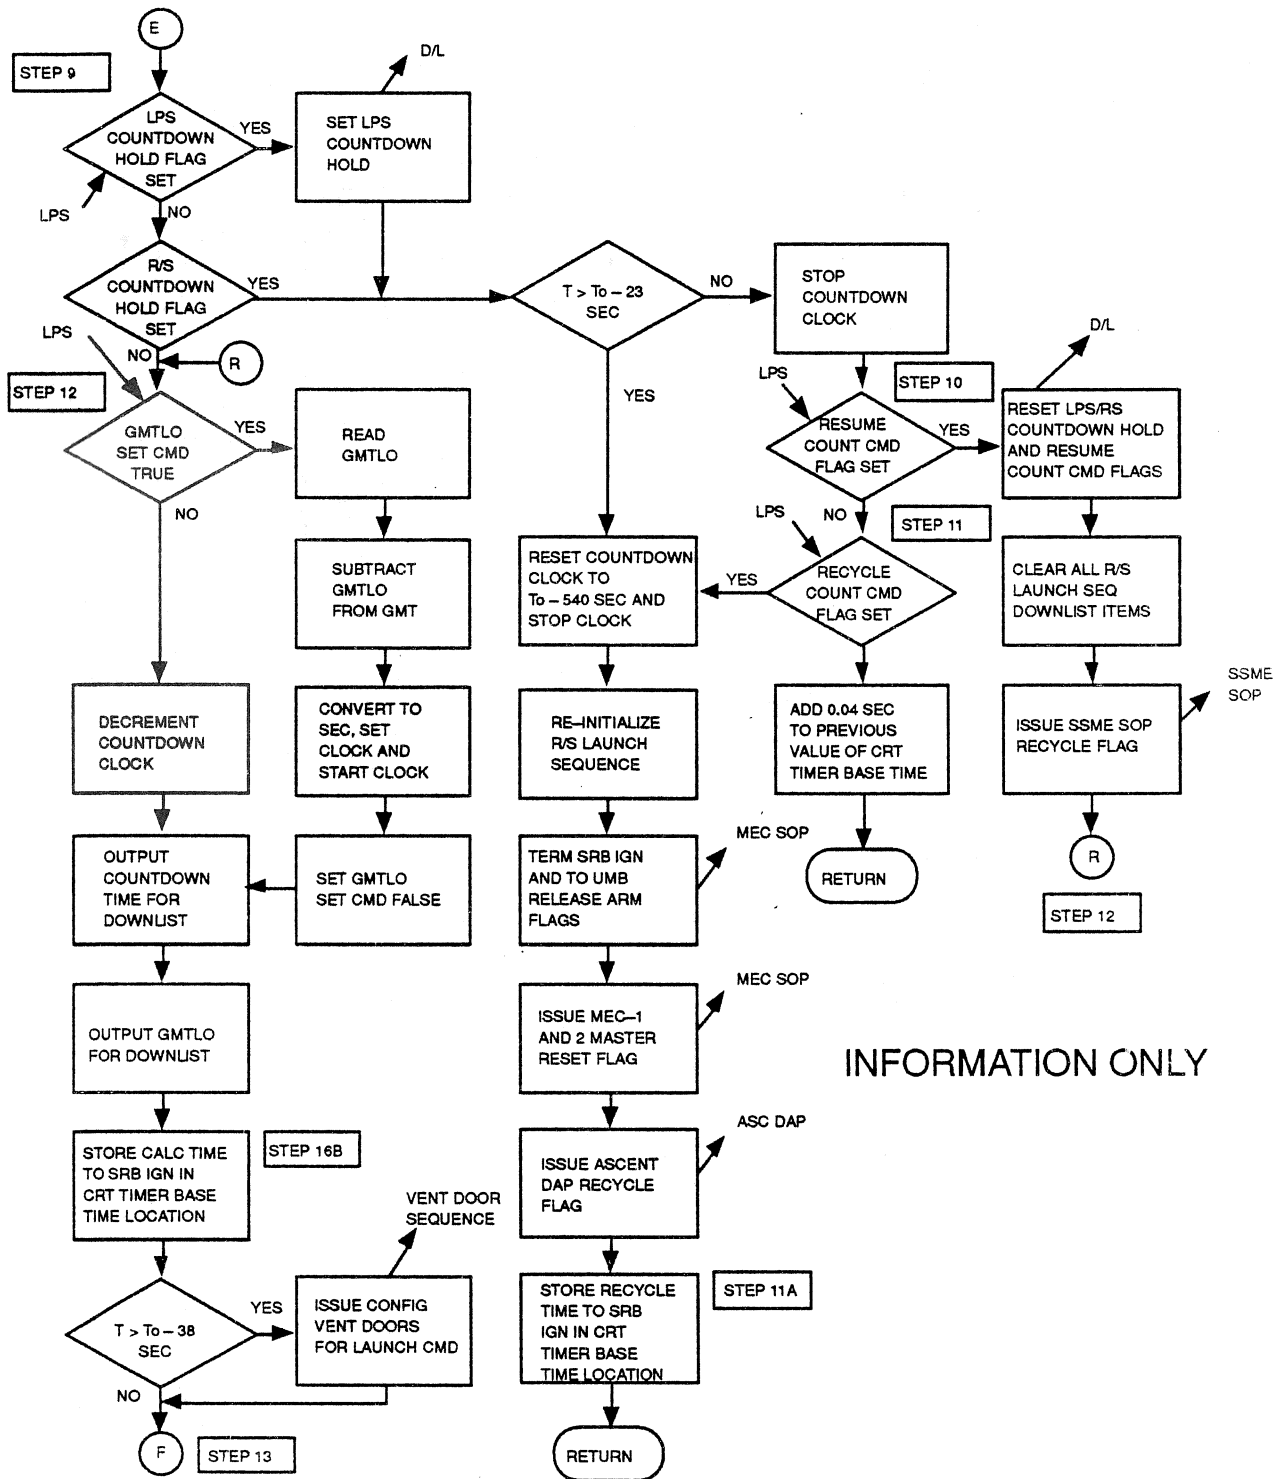 E
STEP 9
D/L
LPS
COUNTDOWN
HOLD FLAG
SET
YES
SET LPS
COUNTDOWN
HOLD
LPS
NO
R/S
COUNTDOWN
HOLD FLAG
SET
YES
T > To – 23
SEC
NO
STOP
COUNTDOWN
CLOCK
LPS
NO
R
D/L
STEP 12
YES
LPS
STEP 10
GMTLO
SET CMD
TRUE
YES
READ
GMTLO
RESUME
COUNT CMD
FLAG SET
YES
RESET LPS/RS
COUNTDOWN HOLD
AND RESUME
COUNT CMD FLAGS
NO
NO
LPS
STEP 11
SUBTRACT
GMTLO
FROM GMT
RESET COUNTDOWN
CLOCK TO
To – 540 SEC AND
STOP CLOCK
YES
RECYCLE
COUNT CMD
FLAG SET
CLEAR ALL R/S
LAUNCH SEQ
DOWNLIST ITEMS
SSME
SOP
DECREMENT
COUNTDOWN
CLOCK
CONVERT TO
SEC, SET
CLOCK AND
START CLOCK
RE–INITIALIZE
R/S LAUNCH
SEQUENCE
ADD 0.04 SEC
TO PREVIOUS
VALUE OF CRT
TIMER BASE TIME
ISSUE SSME SOP
RECYCLE FLAG
OUTPUT
COUNTDOWN
TIME FOR
DOWNLIST
SET GMTLO
SET CMD FALSE
TERM SRB IGN
AND TO UMB
RELEASE ARM
FLAGS
MEC SOP
RETURN
R
STEP 12
OUTPUT GMTLO
FOR DOWNLIST
ISSUE MEC–1
AND 2 MASTER
RESET FLAG
MEC SOP
INFORMATION ONLY
STORE CALC TIME
TO SRB IGN IN
CRT TIMER BASE
TIME LOCATION
STEP 16B
ISSUE ASCENT
DAP RECYCLE
FLAG
ASC DAP
VENT DOOR
SEQUENCE
T > To – 38
SEC
YES
ISSUE CONFIG
VENT DOORS
FOR LAUNCH CMD
STORE RECYCLE
TIME TO SRB
IGN IN CRT
TIMER BASE
TIME LOCATION
STEP 11A
NO
F
STEP 13
RETURN